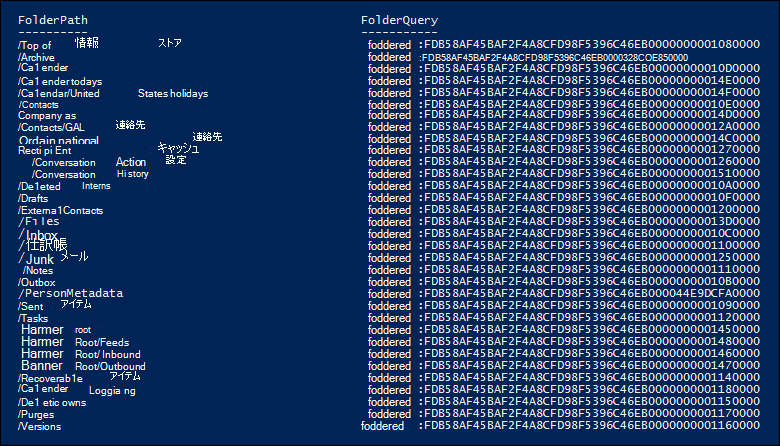 FolderPath FolderQuery
---------- -----------
/Top of 情報 ストア foddered :FDB58AF45BAF2F4A8CFD98F5396C46EB0000000001080000
/Archive foddered :FDB58AF45BAF2F4A8CFD98F5396C46EB0000328COE850000
/Ca1ender foddered :FDB58AF45BAF2F4A8CFD98F5396C46EB00000000010D0000
/Ca1endertodays foddered :FDB58AF45BAF2F4A8CFD98F5396C46EB00000000014E0000
/Ca1endar/United States holidays foddered :FDB58AF45BAF2F4A8CFD98F5396C46EB00000000014F0000
/Contacts foddered :FDB58AF45BAF2F4A8CFD98F5396C46EB00000000010E0000
Company as foddered :FDB58AF45BAF2F4A8CFD98F5396C46EB00000000014D0000
/Contacts/GAL 連絡先 foddered :FDB58AF45BAF2F4A8CFD98F5396C46EB00000000012A0000
Ordain national 連絡先 foddered :FDB58AF45BAF2F4A8CFD98F5396C46EB00000000014C0000
Recti pi Ent キャッシュ foddered :FDB58AF45BAF2F4A8CFD98F5396C46EB0000000001270000
/Conversation Action 設定 foddered :FDB58AF45BAF2F4A8CFD98F5396C46EB0000000001260000
/Conversation History foddered :FDB58AF45BAF2F4A8CFD98F5396C46EB0000000001510000
/De1eted Interns foddered :FDB58AF45BAF2F4A8CFD98F5396C46EB00000000010A0000
/Drafts foddered :FDB58AF45BAF2F4A8CFD98F5396C46EB00000000010F0000
/Externa1Contacts foddered :FDB58AF45BAF2F4A8CFD98F5396C46EB0000000001200000
/Files foddered :FDB58AF45BAF2F4A8CFD98F5396C46EB00000000013D0000
/Inbox foddered :FDB58AF45BAF2F4A8CFD98F5396C46EB00000000010C0000
/仕訳帳 foddered :FDB58AF45BAF2F4A8CFD98F5396C46EB0000000001100000
/Junk メール foddered :FDB58AF45BAF2F4A8CFD98F5396C46EB0000000001250000
/Notes foddered :FDB58AF45BAF2F4A8CFD98F5396C46EB0000000001110000
/Outbox foddered :FDB58AF45BAF2F4A8CFD98F5396C46EB00000000010B0000
/PersonMetadata foddered :FDB58AF45BAF2F4A8CFD98F5396C46EB000044E9DCFA0000
/Sent アイテム foddered :FDB58AF45BAF2F4A8CFD98F5396C46EB0000000001090000
/Tasks foddered :FDB58AF45BAF2F4A8CFD98F5396C46EB0000000001120000
Harmer root foddered :FDB58AF45BAF2F4A8CFD98F5396C46EB0000000001450000
Harmer Root/Feeds foddered :FDB58AF45BAF2F4A8CFD98F5396C46EB0000000001480000
Harmer Root/Inbound foddered :FDB58AF45BAF2F4A8CFD98F5396C46EB0000000001460000
Banner Root/Outbound foddered :FDB58AF45BAF2F4A8CFD98F5396C46EB0000000001470000
/Recoverab1e アイテム foddered :FDB58AF45BAF2F4A8CFD98F5396C46EB0000000001140000
/Ca1ender Loggia ng foddered :FDB58AF45BAF2F4A8CFD98F5396C46EB0000000001180000
/De1 etic owns foddered :FDB58AF45BAF2F4A8CFD98F5396C46EB0000000001150000
/Purges foddered :FDB58AF45BAF2F4A8CFD98F5396C46EB0000000001170000
/Versions foddered :FDB58AF45BAF2F4A8CFD98F5396C46EB0000000001160000